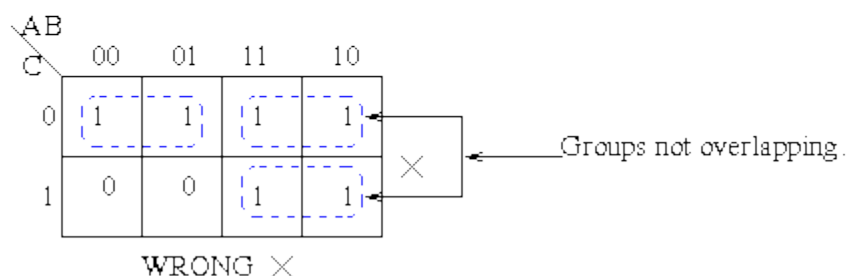 AB
C
00 01 11 10
0 1 1 1 1
Groups not overlapping.
1 0 0 1 1
WRONG ×